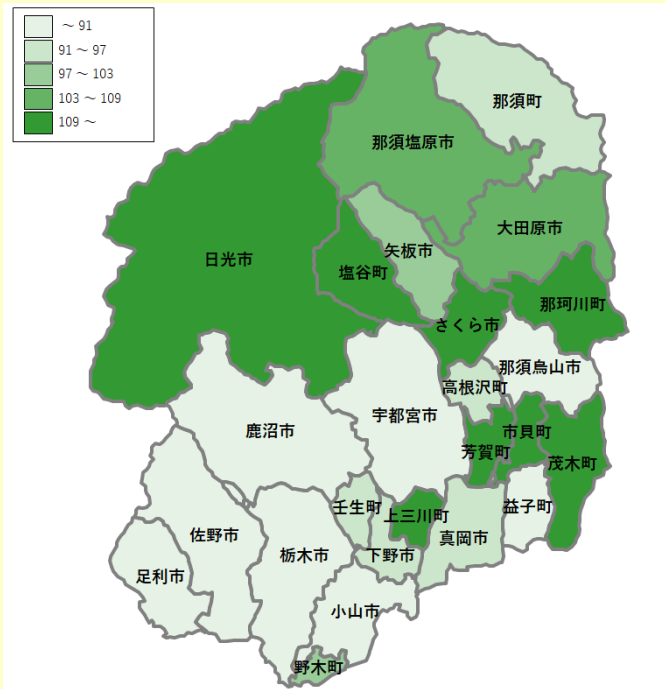 ～ 91
91 ～ 97
97 ～ 103
103 ～ 109
109 ～
那須町
那須塩原市
大田原市
矢板市
日光市
塩谷町
那珂川町
さくら市
那須烏山市
高根沢町
宇都宮市
鹿沼市
市貝町
芳賀町
茂木町
壬生町
上三川町
益子町
佐野市
真岡市
栃木市
下野市
足利市
小山市
野木町